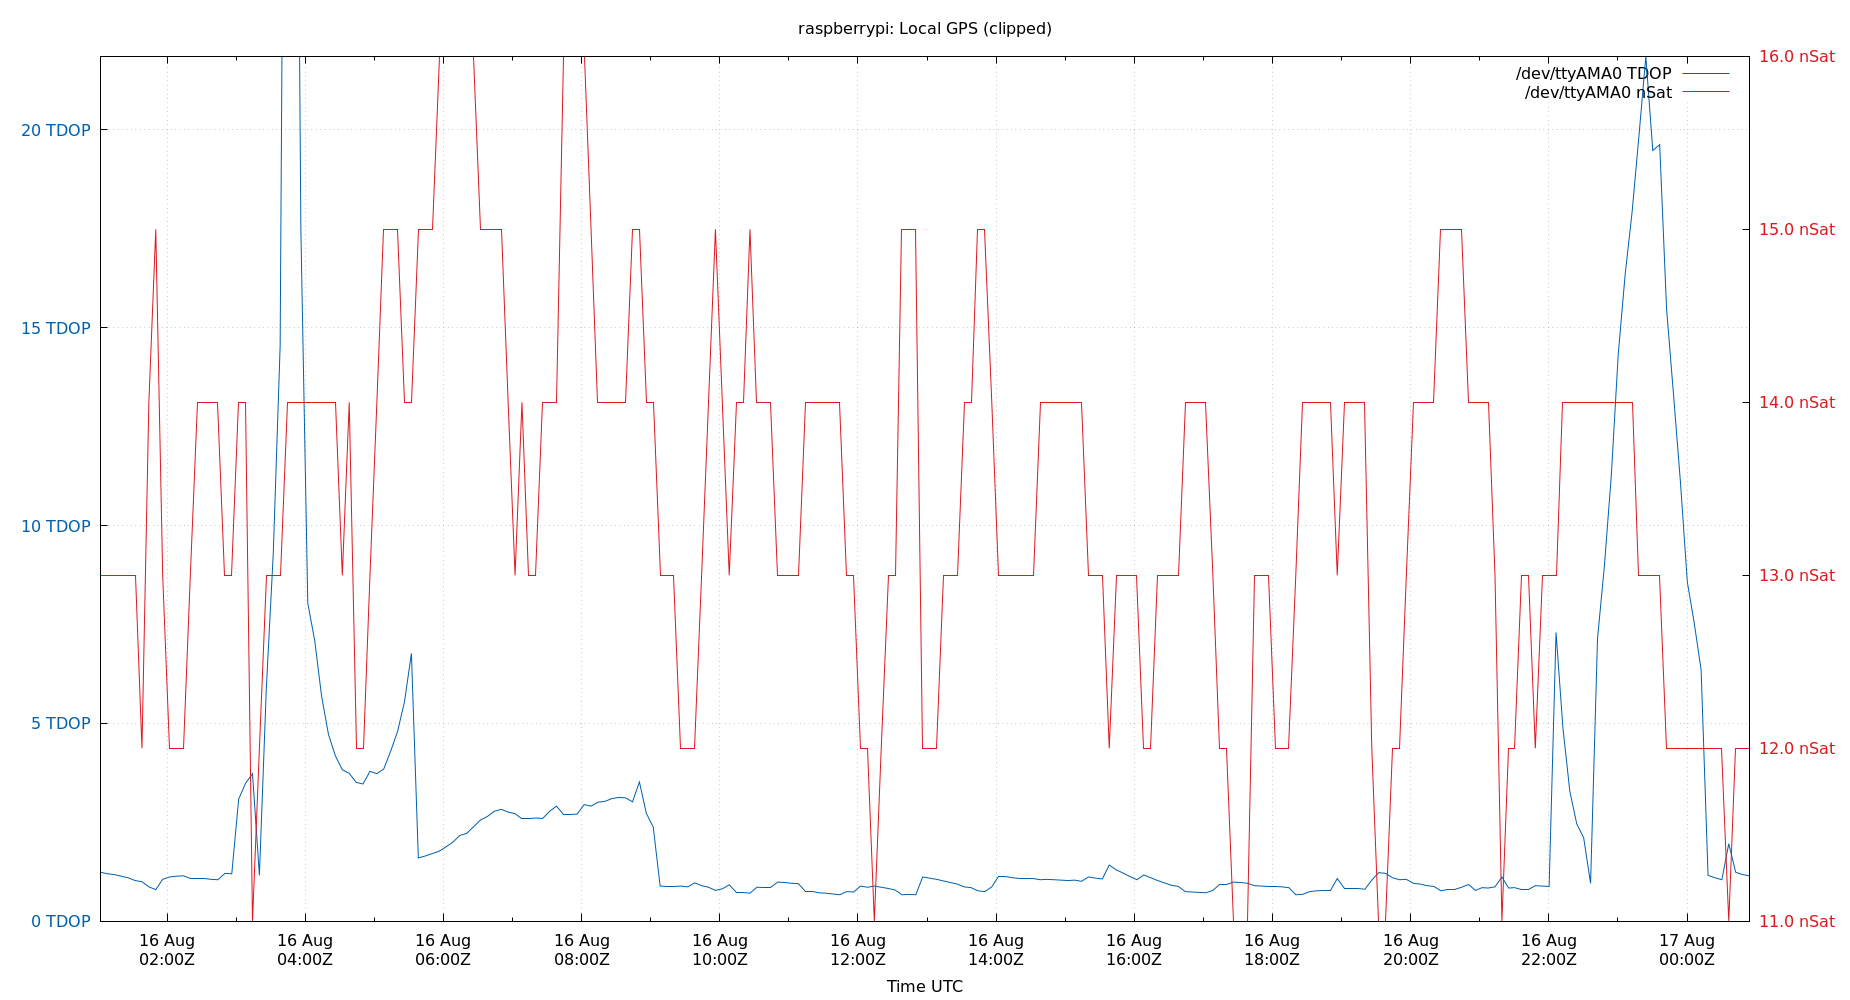 raspberrypi: Local GPS (clipped)
/dev/ttyAMA0 TDOP
/dev/ttyAMA0 nSat
20 TDOP
15 TDOP
10 TDOP
5 TDOP
0 TDOP
16.0 nSat
15.0 nSat
14.0 nSat
13.0 nSat
12.0 nSat
11.0 nSat
16 Aug 16 Aug 16 Aug 16 Aug 16 Aug 16 Aug 16 Aug 16 Aug 16 Aug 16 Aug 16 Aug 17 Aug
02:00Z 04:00Z 06:00Z 08:00Z 10:00Z 12:00Z 14:00Z 16:00Z 18:00Z 20:00Z 22:00Z 00:00Z
Time UTC